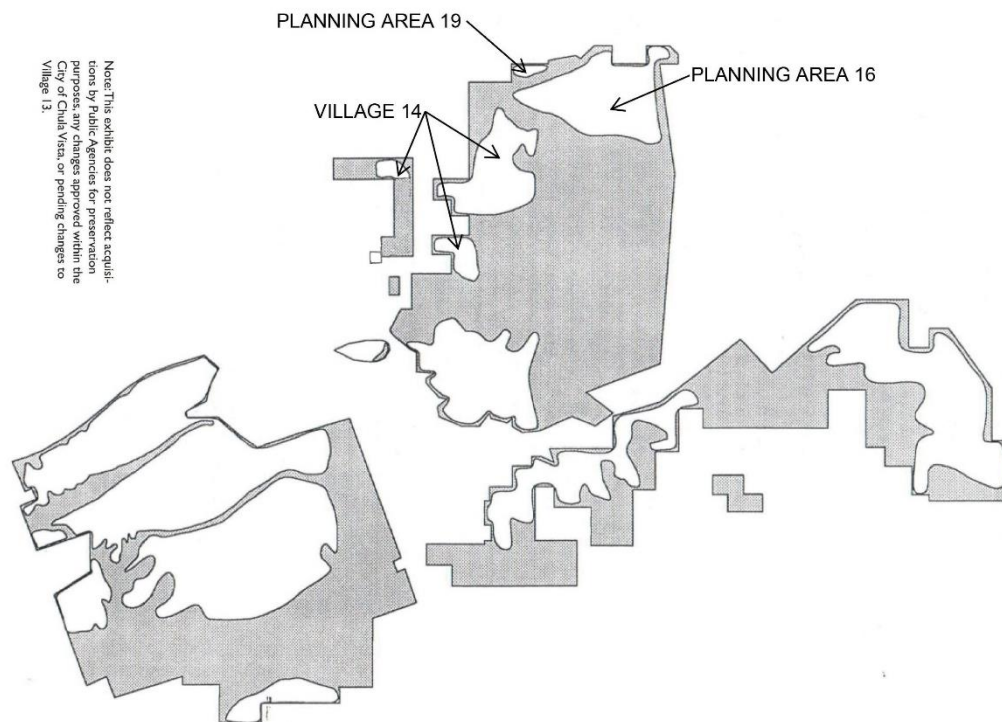 PLANNING AREA 19
PLANNING AREA 16
VILLAGE 14
Note: This exhibit does not reflect acquisi-
tions by Public Agencies for preservation
purposes, any changes approved within the
City of Chula Vista, or pending changes to
Village 13.